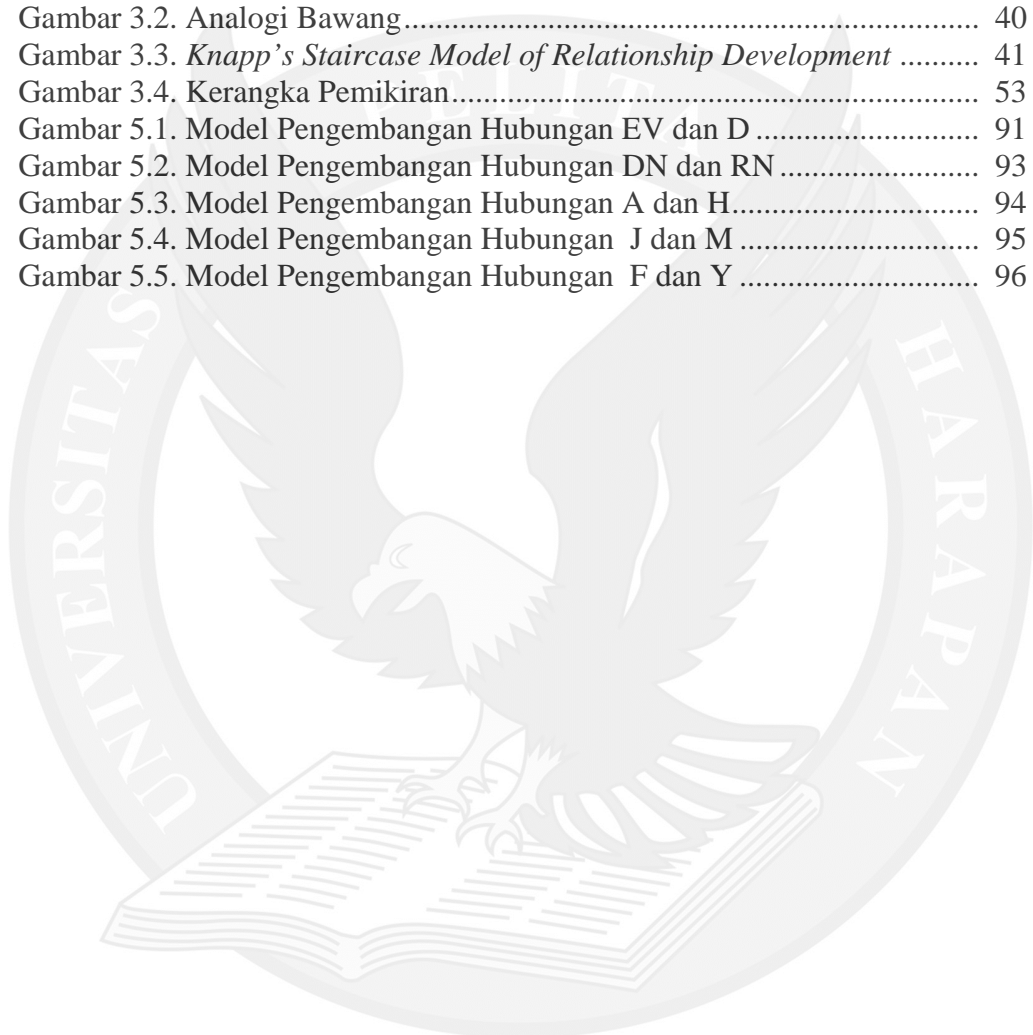 Gambar 3.2. Analogi Bawang.................................................................................. 40
Gambar 3.3. Knapp’s Staircase Model of Relationship Development .......... 41
Gambar 3.4. Kerangka Pemikiran........................................................................ 53
Gambar 5.1. Model Pengembangan Hubungan EV dan D .............................. 91
Gambar 5.2. Model Pengembangan Hubungan DN dan RN........................... 93
Gambar 5.3. Model Pengembangan Hubungan A dan H................................. 94
Gambar 5.4. Model Pengembangan Hubungan  J dan M ................................ 95
Gambar 5.5. Model Pengembangan Hubungan  F dan Y ................................ 96
UNIVERSITAS PELITA HARAPAN